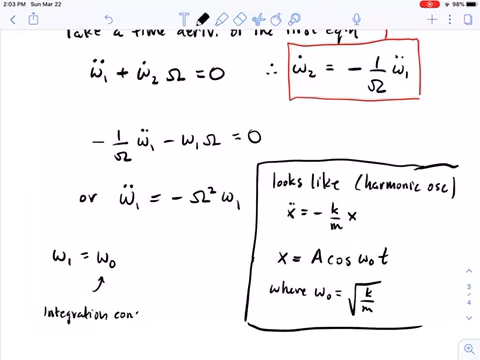 2:03 PM Sun Mar 22
98%
Take a time deriv. of the first eqn
ω̈₁ + ω̇₂ Ω = 0 ∴ ω̇₂ = - 1/Ω ω̈₁
- 1/Ω ω̈₁ - ω₁ Ω = 0
or ω̈₁ = - Ω² ω₁
looks like (harmonic osc)
ẍ = - k/m x
x = A cos ω₀ t
where ω₀ = √(k/m)
ω₁ = ω₀
Integration con
3
4